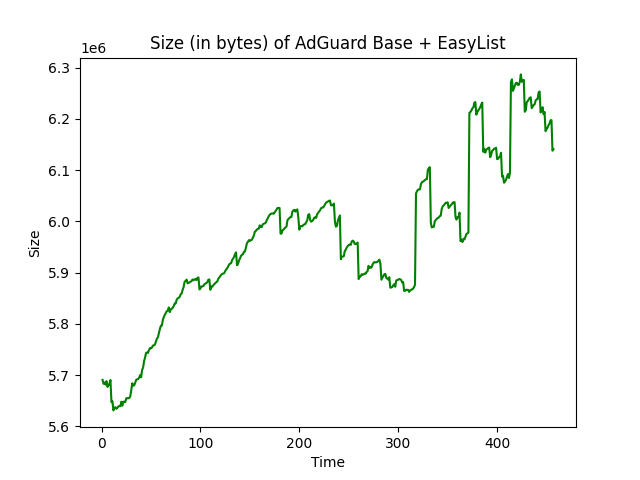 Size (in bytes) of AdGuard Base + EasyList
1e6
6.3
6.2
6.1
6.0
5.9
5.8
5.7
5.6
Size
0 100 200 300 400
Time